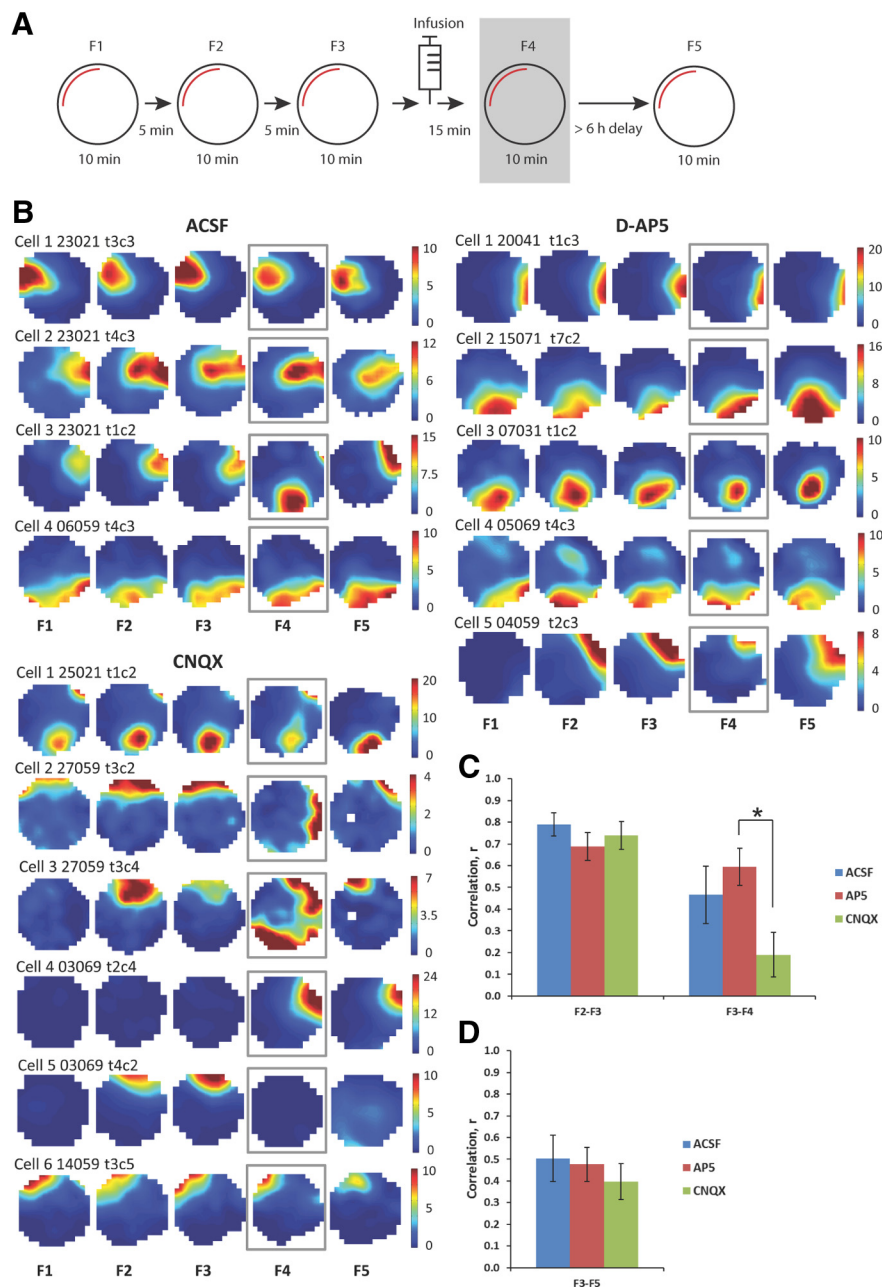 A
F1
F2
F3
Infusion
F4
F5
5 min
5 min
15 min
> 6 h delay
10 min
10 min
10 min
10 min
10 min
B
ACSF
Cell 1 23021 t3c3
10
5
0
Cell 2 23021 t4c3
12
6
0
Cell 3 23021 t1c2
15
7.5
0
Cell 4 06059 t4c3
10
5
0
F1 F2 F3 F4 F5
CNQX
Cell 1 25021 t1c2
20
10
0
Cell 2 27059 t3c2
4
2
0
Cell 3 27059 t3c4
7
3.5
0
Cell 4 03069 t2c4
24
12
0
Cell 5 03069 t4c2
10
5
0
Cell 6 14059 t3c5
10
5
0
F1 F2 F3 F4 F5
D-AP5
Cell 1 20041 t1c3
20
10
0
Cell 2 15071 t7c2
16
8
0
Cell 3 07031 t1c2
10
5
0
Cell 4 05069 t4c3
10
5
0
Cell 5 04059 t2c3
8
4
0
F1 F2 F3 F4 F5
C
Correlation, r
1.0
0.9
0.8
0.7
0.6
0.5
0.4
0.3
0.2
0.1
0.0
*
F2-F3
F3-F4
ACSF
AP5
CNQX
D
Correlation, r
1.0
0.9
0.8
0.7
0.6
0.5
0.4
0.3
0.2
0.1
0.0
F3-F5
ACSF
AP5
CNQX